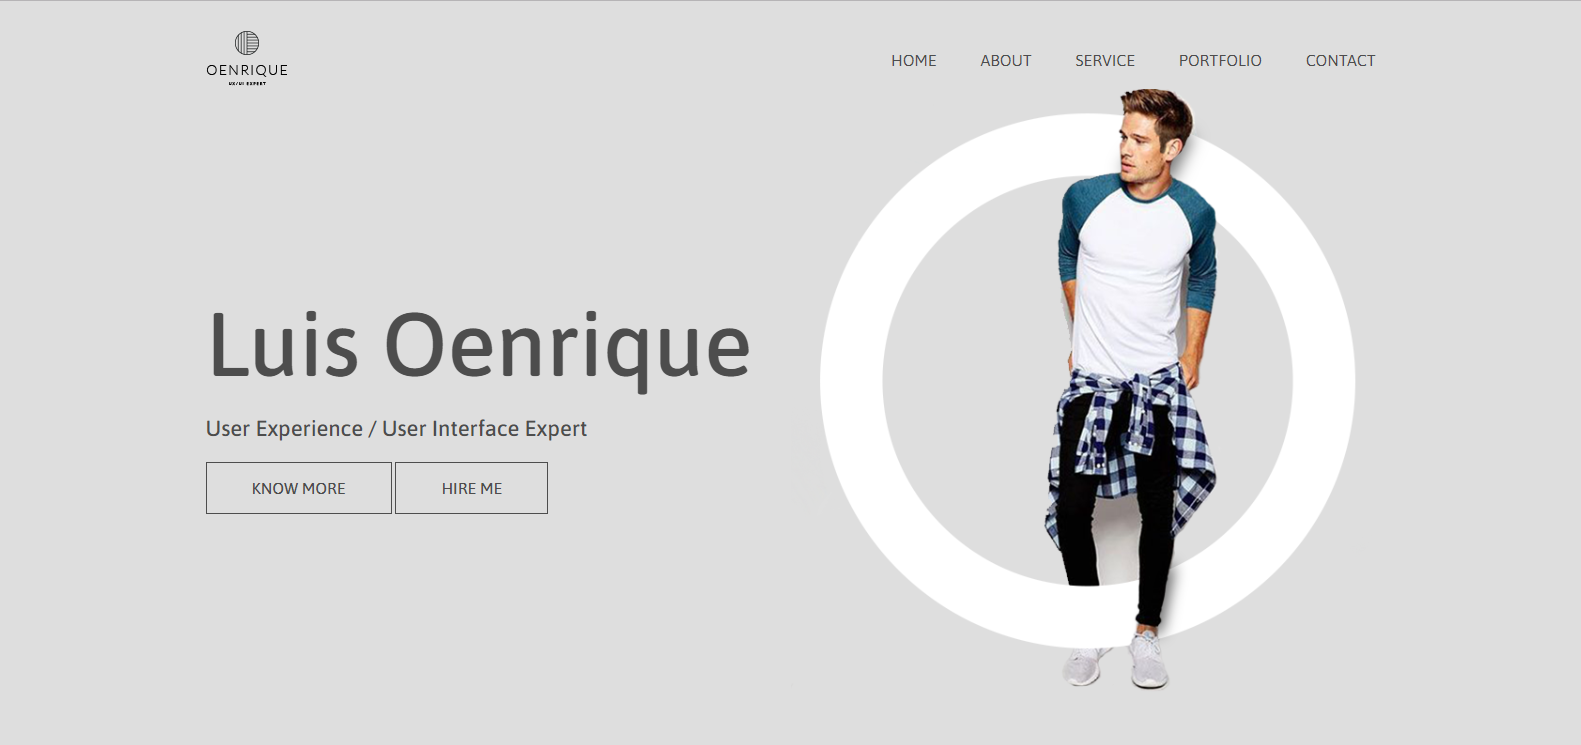 OENRIQUE
UX/UI EXPERT
HOME ABOUT SERVICE PORTFOLIO CONTACT
Luis Oenrique
User Experience / User Interface Expert
KNOW MORE HIRE ME